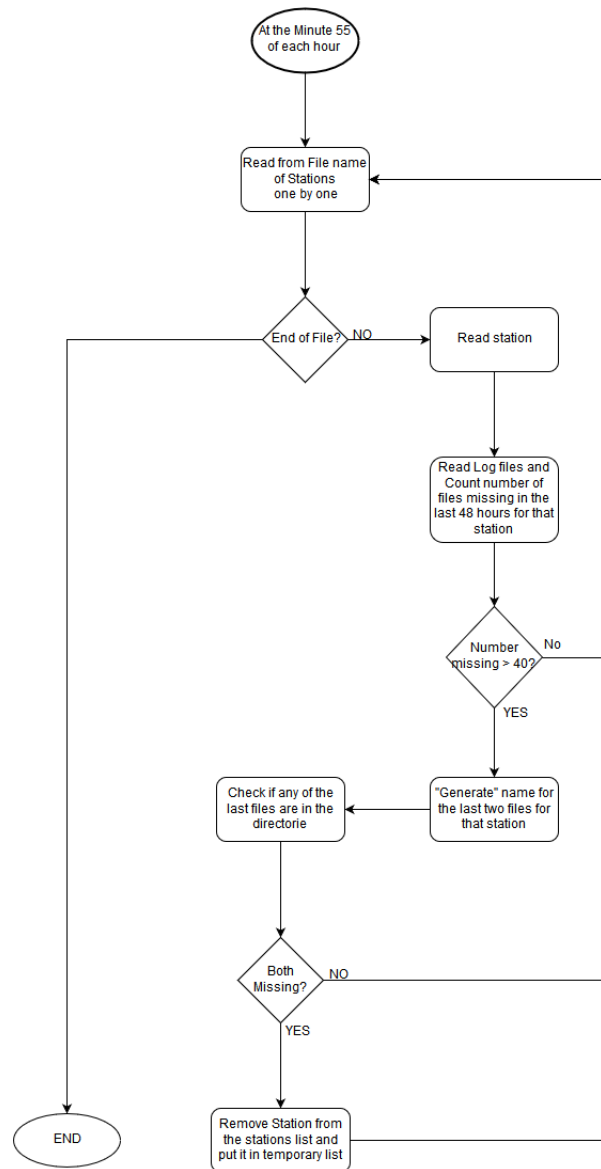 At the Minute 55
of each hour
Read from File name
of Stations
one by one
End of File?
NO
Read station
Read Log files and
Count number of
files missing in the
last 48 hours for that
station
Number
missing > 40?
No
YES
"Generate" name for
the last two files for
that station
Check if any of the
last files are in the
directorie
Both
Missing?
NO
YES
Remove Station from
the stations list and
put it in temporary list
END